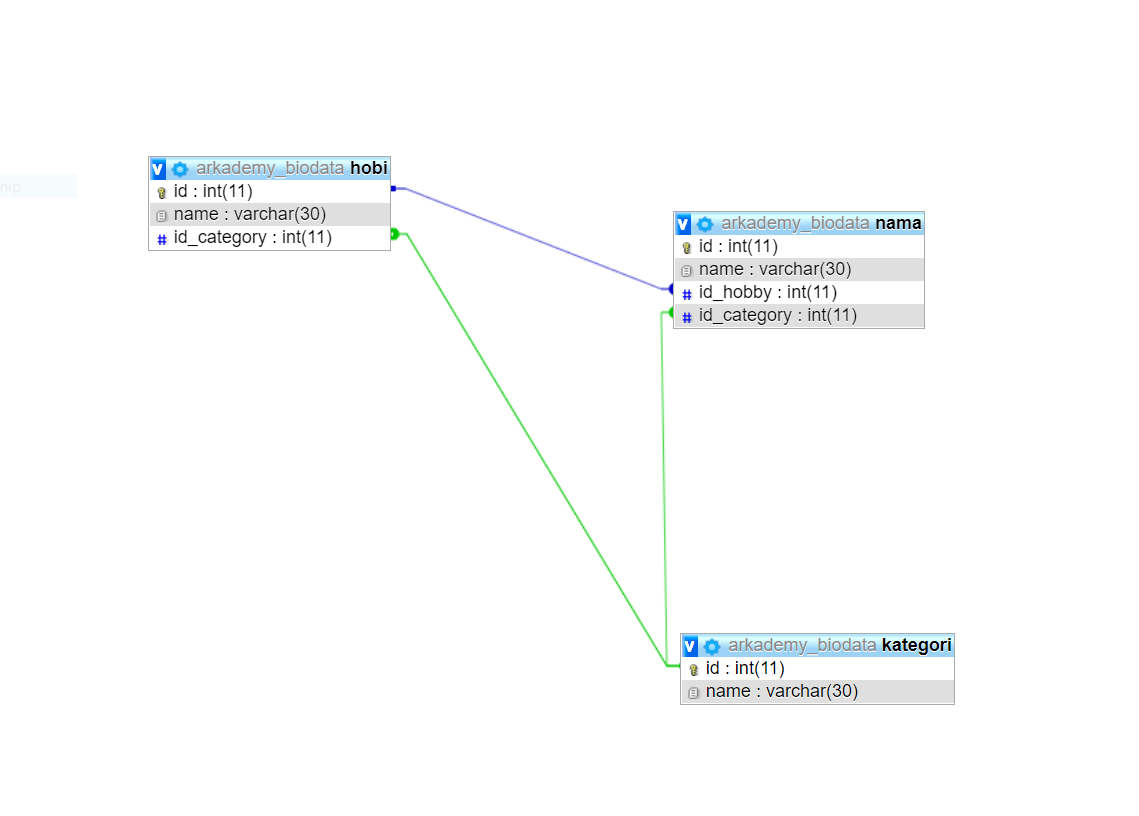 arkademy_biodata hobi
id : int(11)
name : varchar(30)
id_category : int(11)
arkademy_biodata nama
id : int(11)
name : varchar(30)
id_hobby : int(11)
id_category : int(11)
arkademy_biodata kategori
id : int(11)
name : varchar(30)